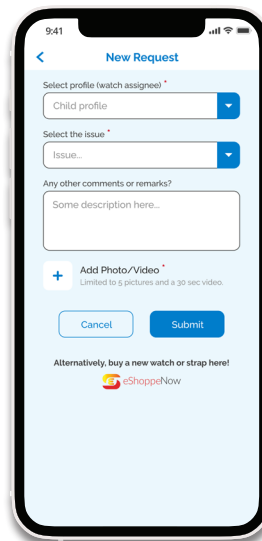 9:41
New Request
Select profile (watch assignee) *
Child profile
Select the issue *
Issue...
Any other comments or remarks?
Some description here...
+
Add Photo/Video *
Limited to 5 pictures and a 30 sec video.
Cancel Submit
Alternatively, buy a new watch or strap here!
eShoppeNow